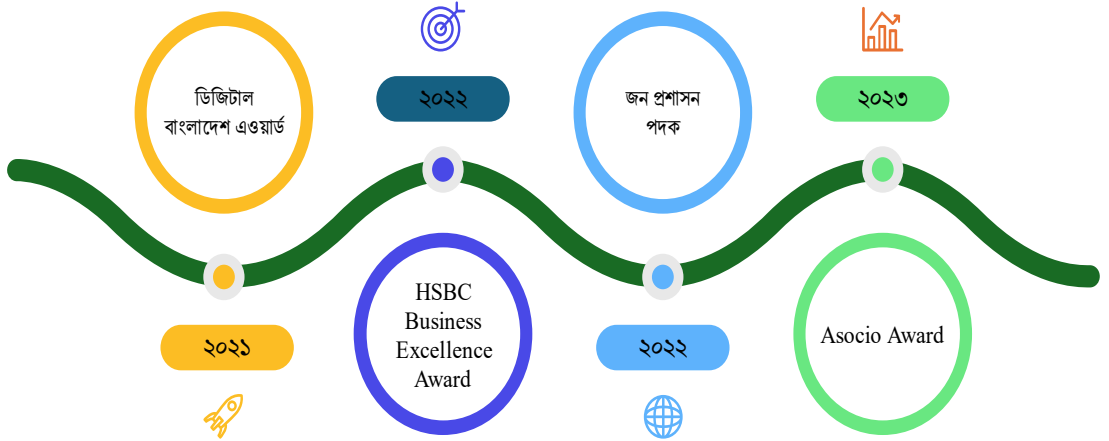 ডিজিটাল
বাংলাদেশ এওয়ার্ড
২০২১
২০২২
HSBC
Business
Excellence
Award
জন প্রশাসন
পদক
২০২২
২০২৩
Asocio Award